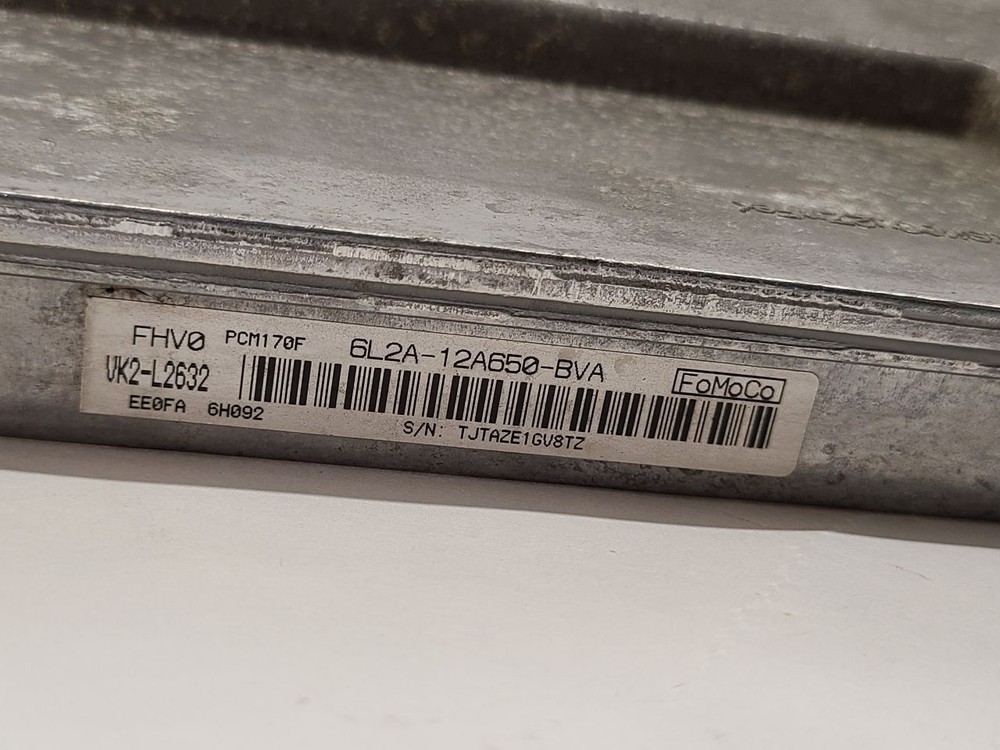 FHV0 PCM170F 6L2A-12A650-BVA FoMoCo
VK2-L2632
EE0FA 6H092
S/N: TJTAZE1GV8TZ